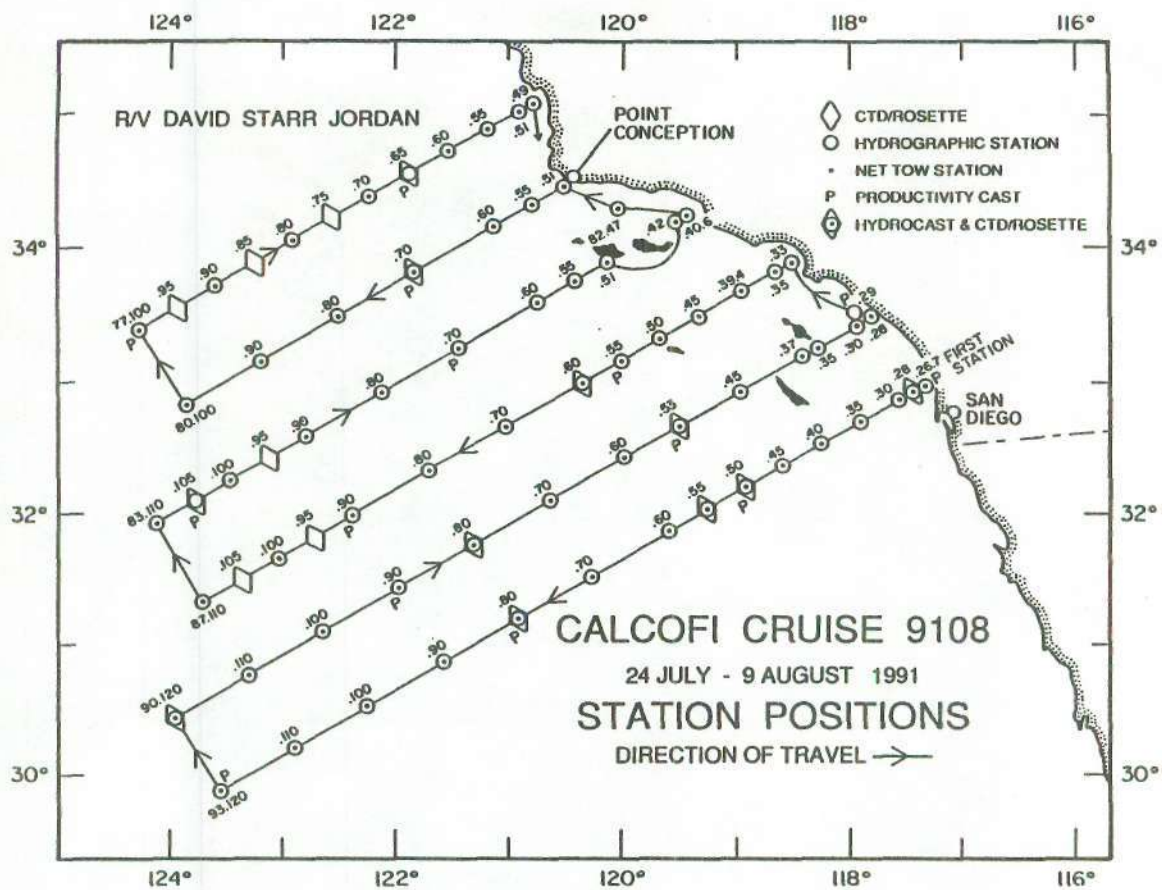 124° 122° 120° 118° 116°
R/V DAVID STARR JORDAN
POINT
CONCEPTION
CTD/ROSETTE
HYDROGRAPHIC STATION
NET TOW STATION
P PRODUCTIVITY CAST
HYDROCAST & CTD/ROSETTE
34° 34°
32° 32°
30° 30°
77.100 .95 .90 .85 .80 .75 .70 .65 .60 .55 .49 .51
P P
80.100 .90 .80 .70 .60 .55 .51
P
82.47 .42 40.6
83.110 .105 .100 .95 .90 .80 .70 .60 .55 .51
P P
87.110 .105 .100 .95 .90 .80 .70 .60 .55 .50 .45 .39.4 .35 .33
P P
90.120 .110 .100 .90 .80 .70 .60 .53 .45 .37 .35 .30 .28 .29
P P P
93.120 .110 .100 .90 .80 .70 .60 .55 .50 .45 .40 .35 .30 .28 .26.7
P P P P
FIRST
STATION
SAN
DIEGO
CALCOFI CRUISE 9108
24 JULY - 9 AUGUST 1991
STATION POSITIONS
DIRECTION OF TRAVEL
124° 122° 120° 118° 116°